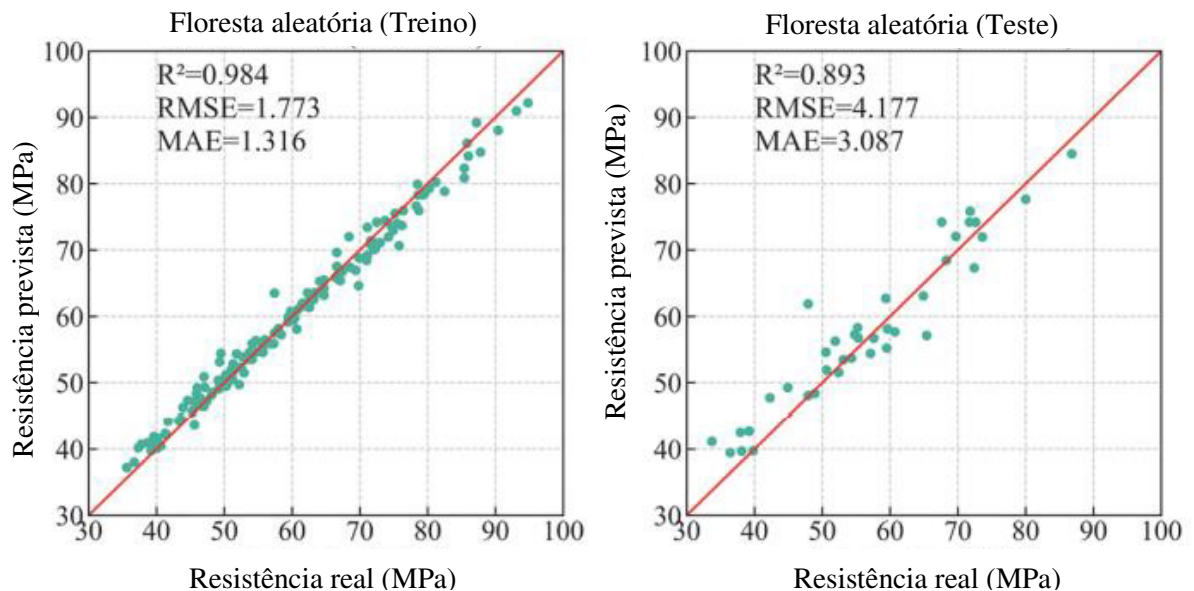 Floresta aleatória (Treino)
100
90
80
70
60
50
40
30
R²=0.984
RMSE=1.773
MAE=1.316
30 40 50 60 70 80 90 100
Resistência prevista (MPa)
Resistência real (MPa)
Floresta aleatória (Teste)
100
90
80
70
60
50
40
30
R²=0.893
RMSE=4.177
MAE=3.087
30 40 50 60 70 80 90 100
Resistência prevista (MPa)
Resistência real (MPa)